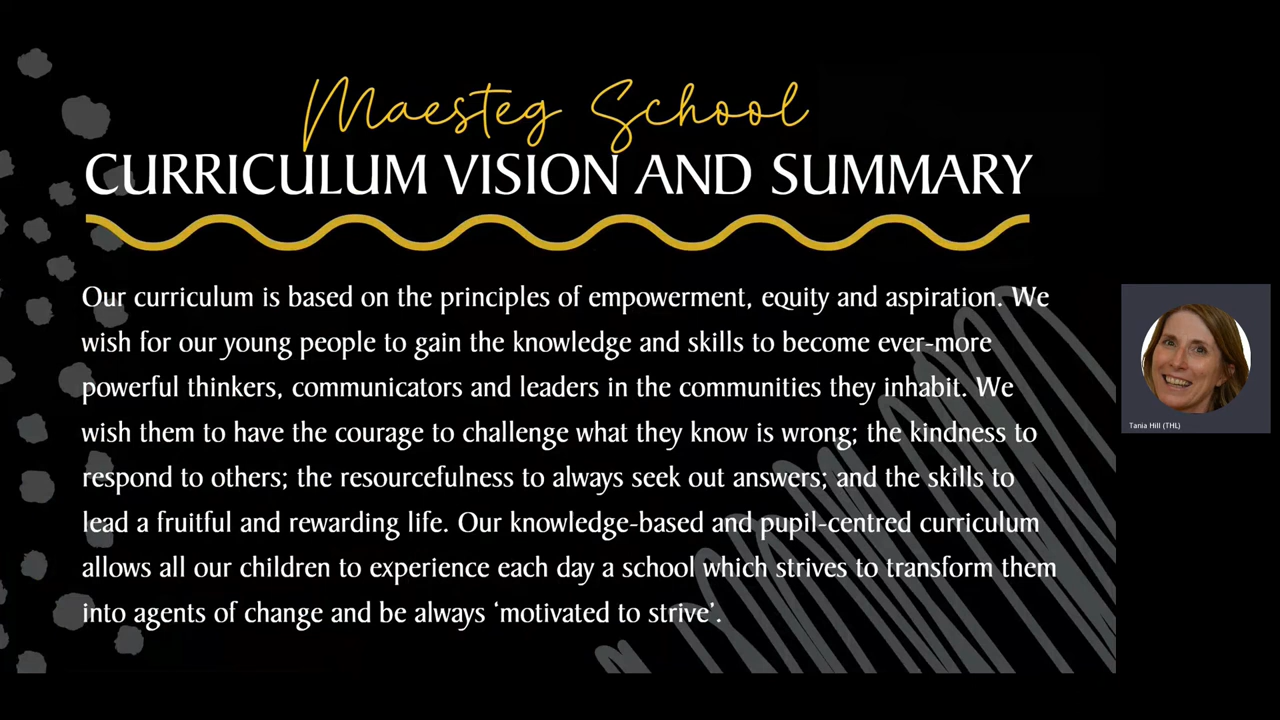 Maesteg School
CURRICULUM VISION AND SUMMARY
Our curriculum is based on the principles of empowerment, equity and aspiration. We
wish for our young people to gain the knowledge and skills to become ever-more
powerful thinkers, communicators and leaders in the communities they inhabit. We
wish them to have the courage to challenge what they know is wrong; the kindness to
respond to others; the resourcefulness to always seek out answers; and the skills to
lead a fruitful and rewarding life. Our knowledge-based and pupil-centred curriculum
allows all our children to experience each day a school which strives to transform them
into agents of change and be always ‘motivated to strive’.
Tania Hill (THL)